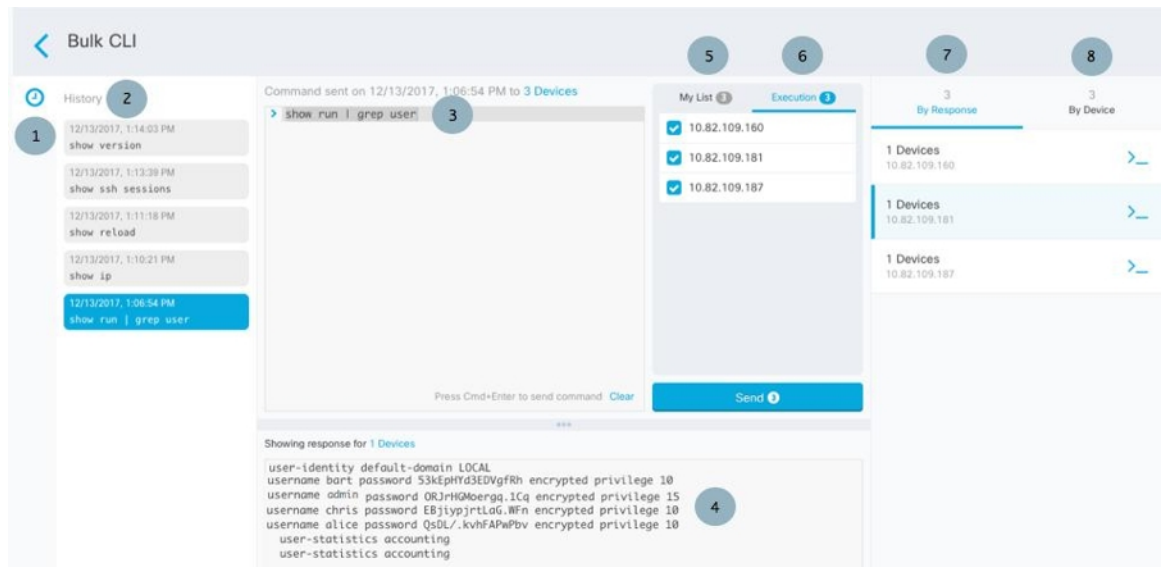 Bulk CLI
5
6
7
8
History
2
1
12/13/2017, 1:14:03 PM
show version
12/13/2017, 1:13:39 PM
show ssh sessions
12/13/2017, 1:11:18 PM
show reload
12/13/2017, 1:10:21 PM
show ip
12/13/2017, 1:06:54 PM
show run | grep user
Command sent on 12/13/2017, 1:06:54 PM to 3 Devices
> show run | grep user
3
Press Cmd+Enter to send command Clear
My List 3
Execution 3
10.82.109.160
10.82.109.181
10.82.109.187
Send 3
3
By Response
3
By Device
1 Devices
10.82.109.160
>_
1 Devices
10.82.109.181
>_
1 Devices
10.82.109.187
>_
Showing response for 1 Devices
user-identity default-domain LOCAL
username bart password 53kEpHYd3EDVgfRh encrypted privilege 10
username admin password ORJrHGMoergq.1Cq encrypted privilege 15
username chris password EBjiypjrtLaG.WFn encrypted privilege 10
username alice password QsDL/.kvhFAPwPbv encrypted privilege 10
user-statistics accounting
user-statistics accounting
4